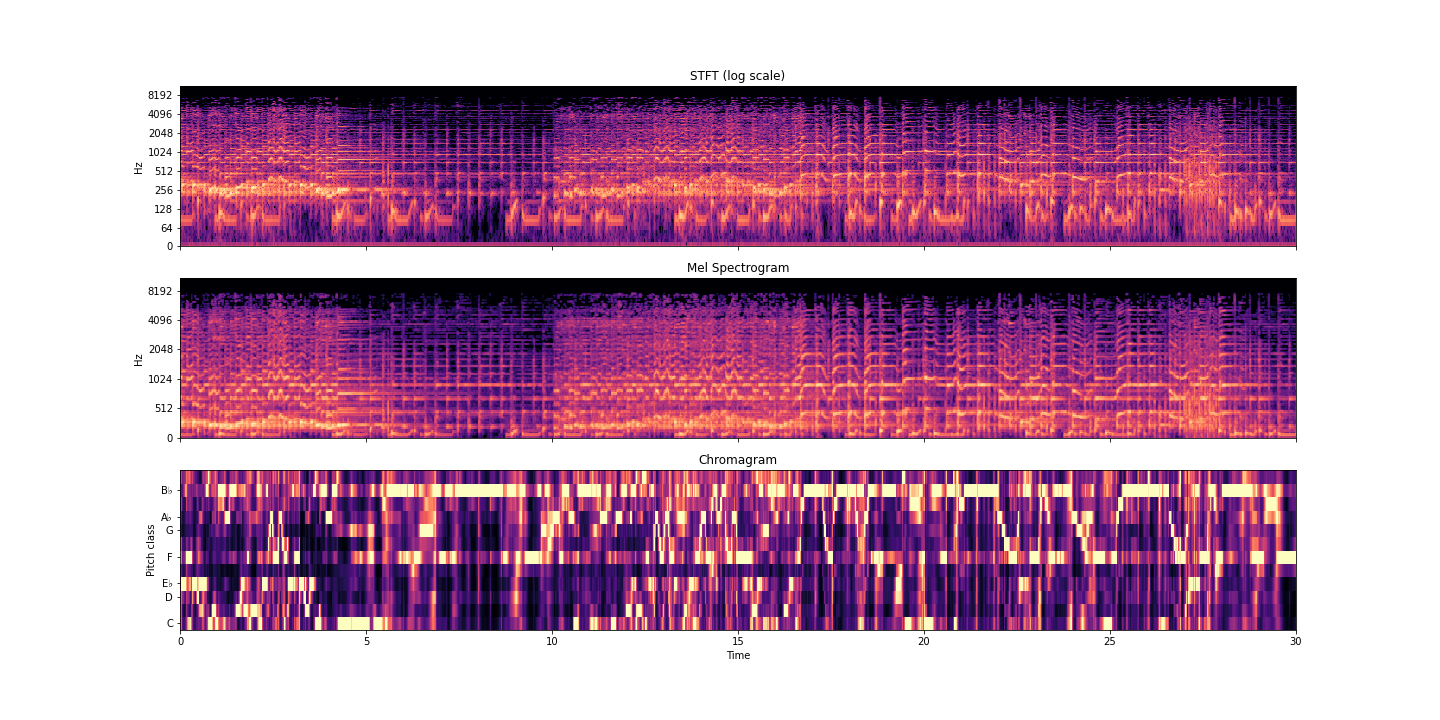 STFT (log scale)
8192
4096
2048
1024
512
256
128
64
0
Hz
Mel Spectrogram
8192
4096
2048
1024
512
0
Hz
Chromagram
B♭
A♭
G
F
E♭
D
C
Pitch class
0 5 10 15 20 25 30
Time